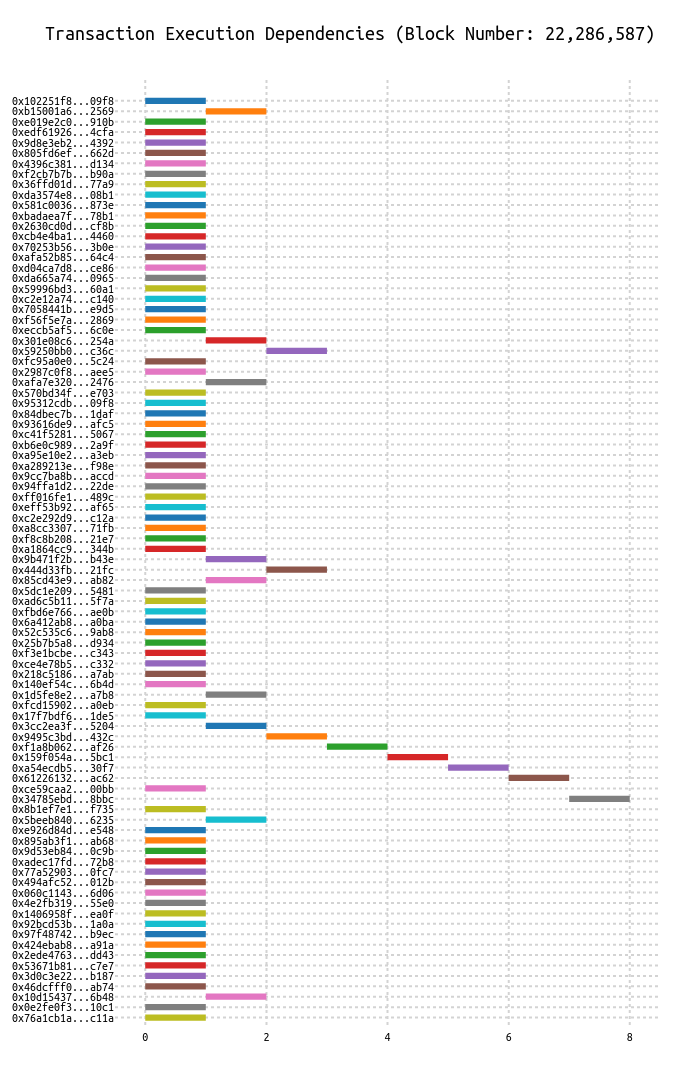 Transaction Execution Dependencies (Block Number: 22,286,587)
0x102251f8...09f8
0xb15001a6...2569
0xe019e2c0...910b
0xedf61926...4cfa
0x9d8e3eb2...4392
0x805fd6ef...662d
0x4396c381...d134
0xf2cb7b7b...b90a
0x36ffd01d...77a9
0xda3574e8...08b1
0x581c0036...873e
0xbadaea7f...78b1
0x2630cd0d...cf8b
0xcb4e4ba1...4460
0x70253b56...3b0e
0xafa52b85...64c4
0xd04ca7d8...ce86
0xda665a74...0965
0x59996bd3...60a1
0xc2e12a74...c140
0x7058441b...e9d5
0xf56f5e7a...2869
0xeccb5af5...6c0e
0x301e08c6...254a
0x59250bb0...c36c
0xfc95a0e0...5c24
0x2987c0f8...aee5
0xafa7e320...2476
0x570bd34f...e703
0x95312cdb...09f8
0x84dbec7b...1daf
0x93616de9...afc5
0xc41f5281...5067
0xb6e0c989...2a9f
0xa95e10e2...a3eb
0xa289213e...f98e
0x9cc7ba8b...accd
0x94ffa1d2...22de
0xff016fe1...489c
0xeff53b92...af65
0xc2e292d9...c12a
0xa8cc3307...71fb
0xf8c8b208...21e7
0xa1864cc9...344b
0x9b471f2b...b43e
0x444d33fb...21fc
0x85cd43e9...ab82
0x5dc1e209...5481
0xad6c5b11...5f7a
0xfbd6e766...ae0b
0x6a412ab8...a0ba
0x52c535c6...9ab8
0x25b7b5a8...d934
0xf3e1bcbe...c343
0xce4e78b5...c332
0x218c5186...a7ab
0x140ef54c...6b4d
0x1d5fe8e2...a7b8
0xfcd15902...a0eb
0x17f7bdf6...1de5
0x3cc2ea3f...5204
0x9495c3bd...432c
0xf1a8b062...af26
0x159f054a...5bc1
0xa54ecdb5...30f7
0x61226132...ac62
0xce59caa2...00bb
0x34785ebd...8bbc
0x8b1ef7e1...f735
0x5beeb840...6235
0xe926d84d...e548
0x895ab3f1...ab68
0x9d53eb84...0c9b
0xadec17fd...72b8
0x77a52903...0fc7
0x494afc52...012b
0x060c1143...6d06
0x4e2fb319...55e0
0x1406958f...ea0f
0x92bcd53b...1a0a
0x97f48742...b9ec
0x424ebab8...a91a
0x2ede4763...dd43
0x53671b81...c7e7
0x3d0c3e22...b187
0x46dcfff0...ab74
0x10d15437...6b48
0x0e2fe0f3...10c1
0x76a1cb1a...c11a
0 2 4 6 8